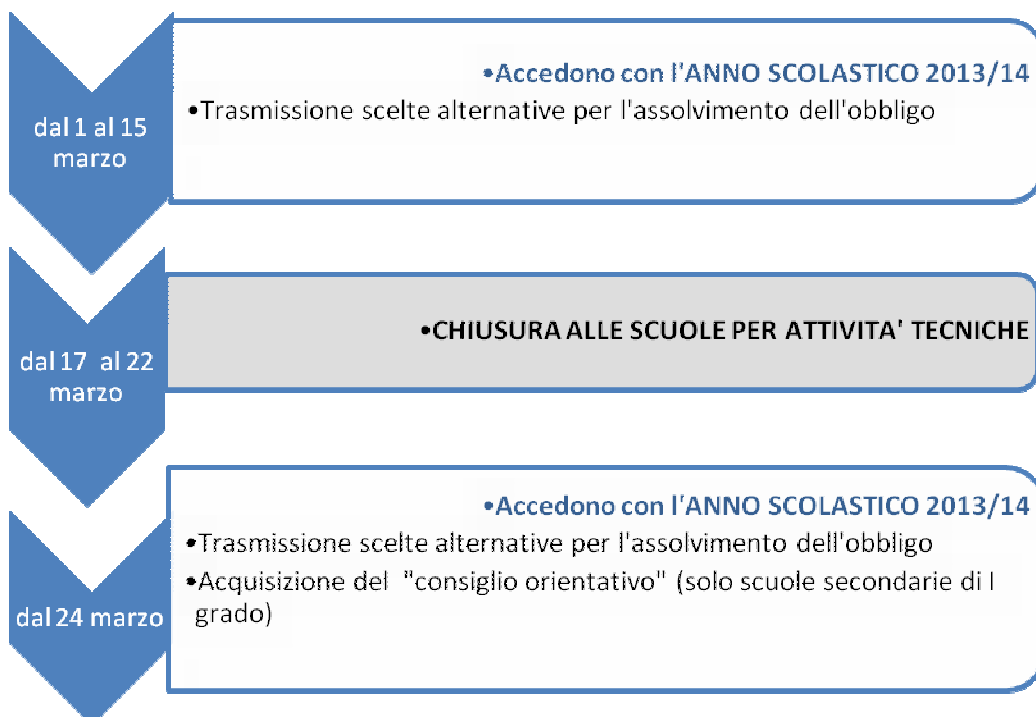 dal 1 al 15
marzo
•Accedono con l'ANNO SCOLASTICO 2013/14
•Trasmissione scelte alternative per l'assolvimento dell'obbligo
dal 17 al 22
marzo
•CHIUSURA ALLE SCUOLE PER ATTIVITA' TECNICHE
dal 24 marzo
•Accedono con l'ANNO SCOLASTICO 2013/14
•Trasmissione scelte alternative per l'assolvimento dell'obbligo
•Acquisizione del "consiglio orientativo" (solo scuole secondarie di I
grado)